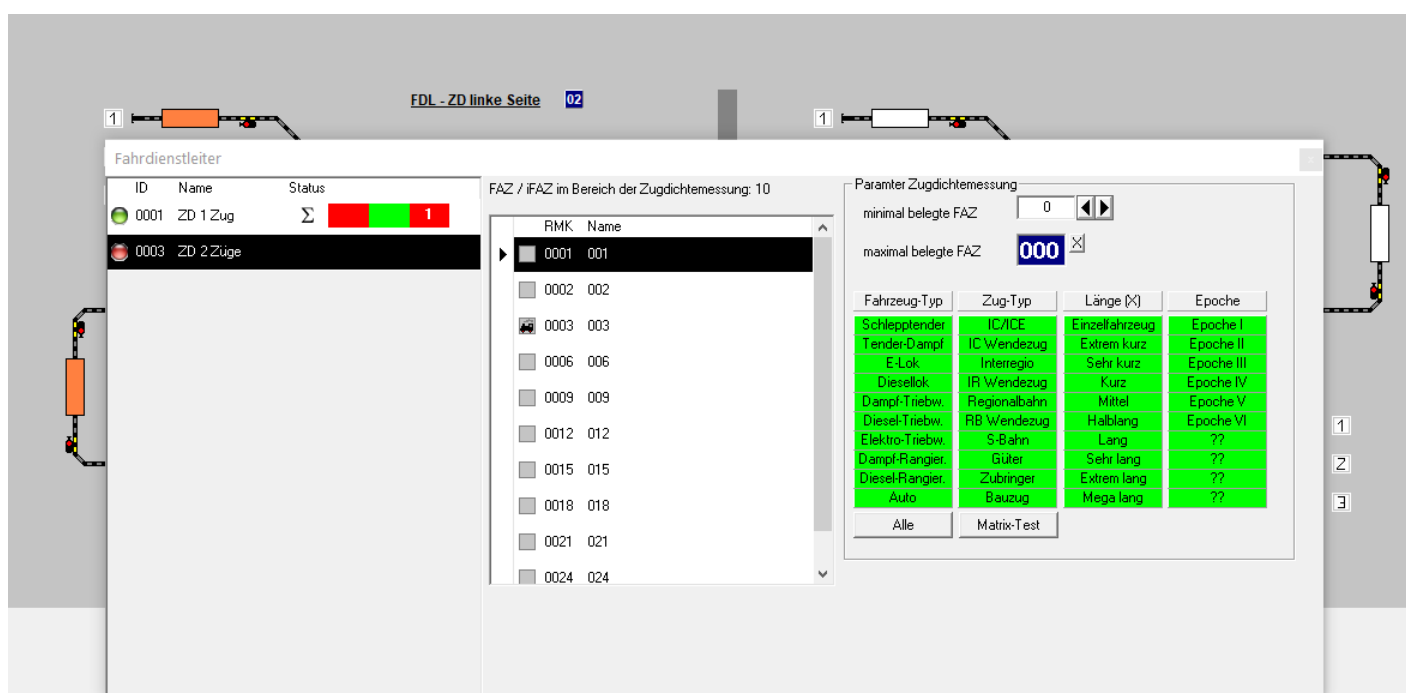 FDL - ZD linke Seite 02
1
1
Fahrdienstleiter
ID Name Status
0001 ZD 1 Zug Σ 1
0003 ZD 2 Züge
FAZ / iFAZ im Bereich der Zugdichtemessung: 10
RMK Name
0001 001
0002 002
0003 003
0006 006
0009 009
0012 012
0015 015
0018 018
0021 021
0024 024
Paramter Zugdichtemessung
minimal belegte FAZ 0
maximal belegte FAZ 000 X
Fahrzeug-Typ Zug-Typ Länge (X) Epoche
Schlepptender IC/ICE Einzelfahrzeug Epoche I
Tender-Dampf IC Wendezug Extrem kurz Epoche II
E-Lok Interregio Sehr kurz Epoche III
Diesellok IR Wendezug Kurz Epoche IV
Dampf-Triebw. Regionalbahn Mittel Epoche V
Diesel-Triebw. RB Wendezug Halblang Epoche VI
Elektro-Triebw. S-Bahn Lang ??
Dampf-Rangier. Güter Sehr lang ??
Diesel-Rangier. Zubringer Extrem lang ??
Auto Bauzug Mega lang ??
Alle Matrix-Test
1
2
3